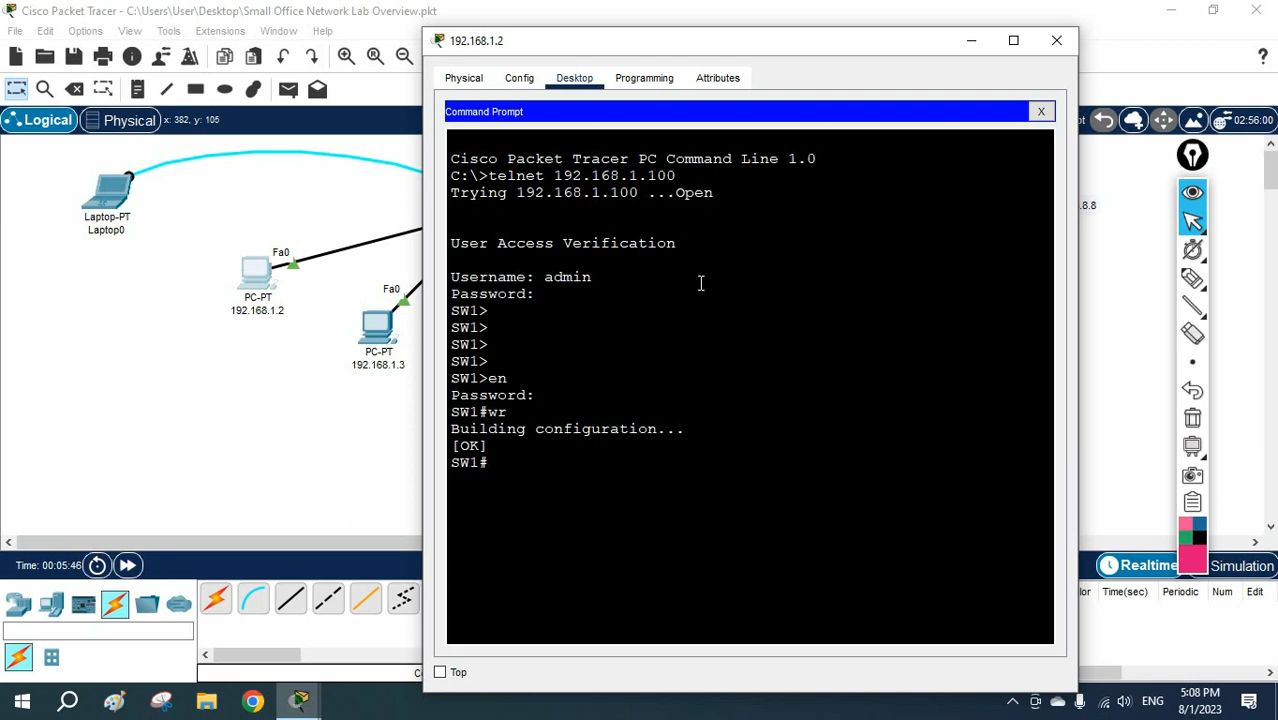 Cisco Packet Tracer - C:\Users\User\Desktop\Small Office Network Lab Overview.pkt
File Edit Options View Tools Extensions Window Help
Logical Physical x: 382, y: 105
02:56:00
Laptop-PT
Laptop0
Fa0
PC-PT
192.168.1.2
Fa0
PC-PT
192.168.1.3
.8.8
192.168.1.2
Physical Config Desktop Programming Attributes
Command Prompt X
Cisco Packet Tracer PC Command Line 1.0
C:\>telnet 192.168.1.100
Trying 192.168.1.100 ...Open
User Access Verification
Username: admin
Password:
SW1>
SW1>
SW1>
SW1>
SW1>en
Password:
SW1#wr
Building configuration...
[OK]
SW1#
Top
Time: 00:05:46
Realtime Simulation
Time(sec) Periodic Num Edit
ENG
5:08 PM
8/1/2023